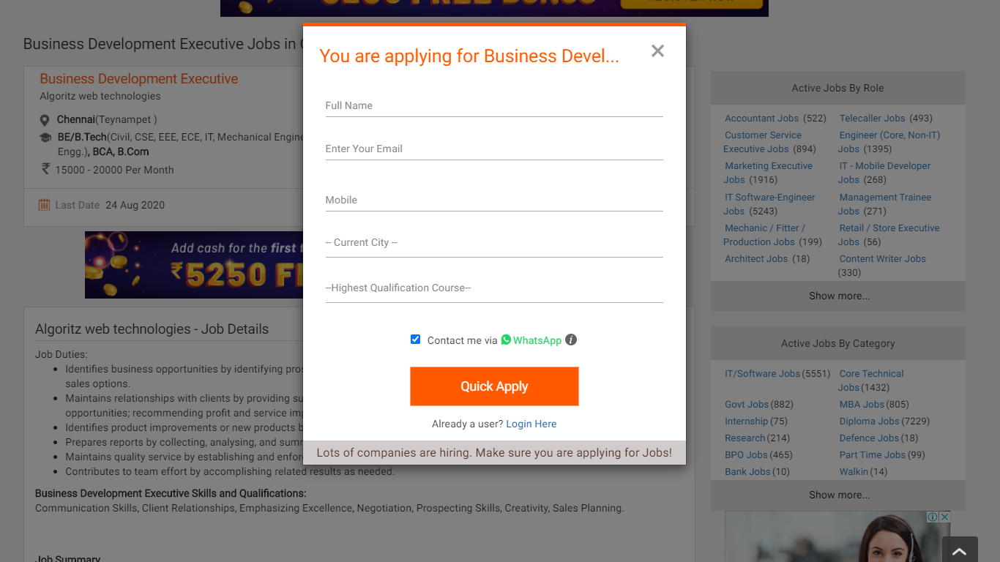 REGISTER NOW
Business Development Executive Jobs in
Business Development Executive
Algoritz web technologies
Chennai(Teynampet )
BE/B.Tech(Civil, CSE, EEE, ECE, IT, Mechanical Engine
Engg.), BCA, B.Com
₹ 15000 - 20000 Per Month
Last Date 24 Aug 2020
Add cash for the first
₹5250
Algoritz web technologies - Job Details
Job Duties:
• Identifies business opportunities by identifying
sales options.
• Maintains relationships with clients by providing
opportunities; recommending profit and service
• Identifies product improvements or new products
• Prepares reports by collecting, analysing, and
• Maintains quality service by establishing and
• Contributes to team effort by accomplishing related results as needed.
Business Development Executive Skills and Qualifications:
Communication Skills, Client Relationships, Emphasizing Excellence, Negotiation, Prospecting Skills, Creativity, Sales Planning.
Job Summary
You are applying for Business Devel...
Full Name
Enter Your Email
Mobile
-- Current City --
--Highest Qualification Course--
Contact me via WhatsApp i
Quick Apply
Already a user? Login Here
Lots of companies are hiring. Make sure you are applying for Jobs!
Active Jobs By Role
Accountant Jobs (522) Telecaller Jobs (493)
Customer Service Engineer (Core, Non-IT)
Executive Jobs (894) Jobs (1395)
Marketing Executive IT - Mobile Developer
Jobs (1916) Jobs (268)
IT Software-Engineer Management Trainee
Jobs (5243) Jobs (271)
Mechanic / Fitter / Retail / Store Executive
Production Jobs (199) Jobs (56)
Architect Jobs (18) Content Writer Jobs
(330)
Show more...
Active Jobs By Category
IT/Software Jobs (5551) Core Technical
Jobs (1432)
Govt Jobs (882) MBA Jobs (805)
Internship (75) Diploma Jobs (7229)
Research (214) Defence Jobs (18)
BPO Jobs (465) Part Time Jobs (99)
Bank Jobs (10) Walkin (14)
Show more...